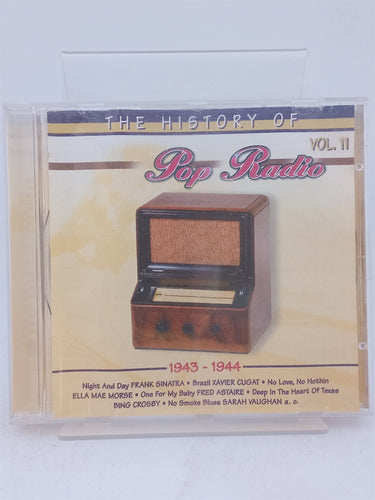 THE HISTORY OF
VOL. 11
Pop Radio
1943 - 1944
Night And Day FRANK SINATRA • Brazil XAVIER CUGAT • No Love, No Nothin
ELLA MAE MORSE • One For My Baby FRED ASTAIRE • Deep In The Heart Of Texas
BING CROSBY • No Smoke Blues SARAH VAUGHAN a. o.